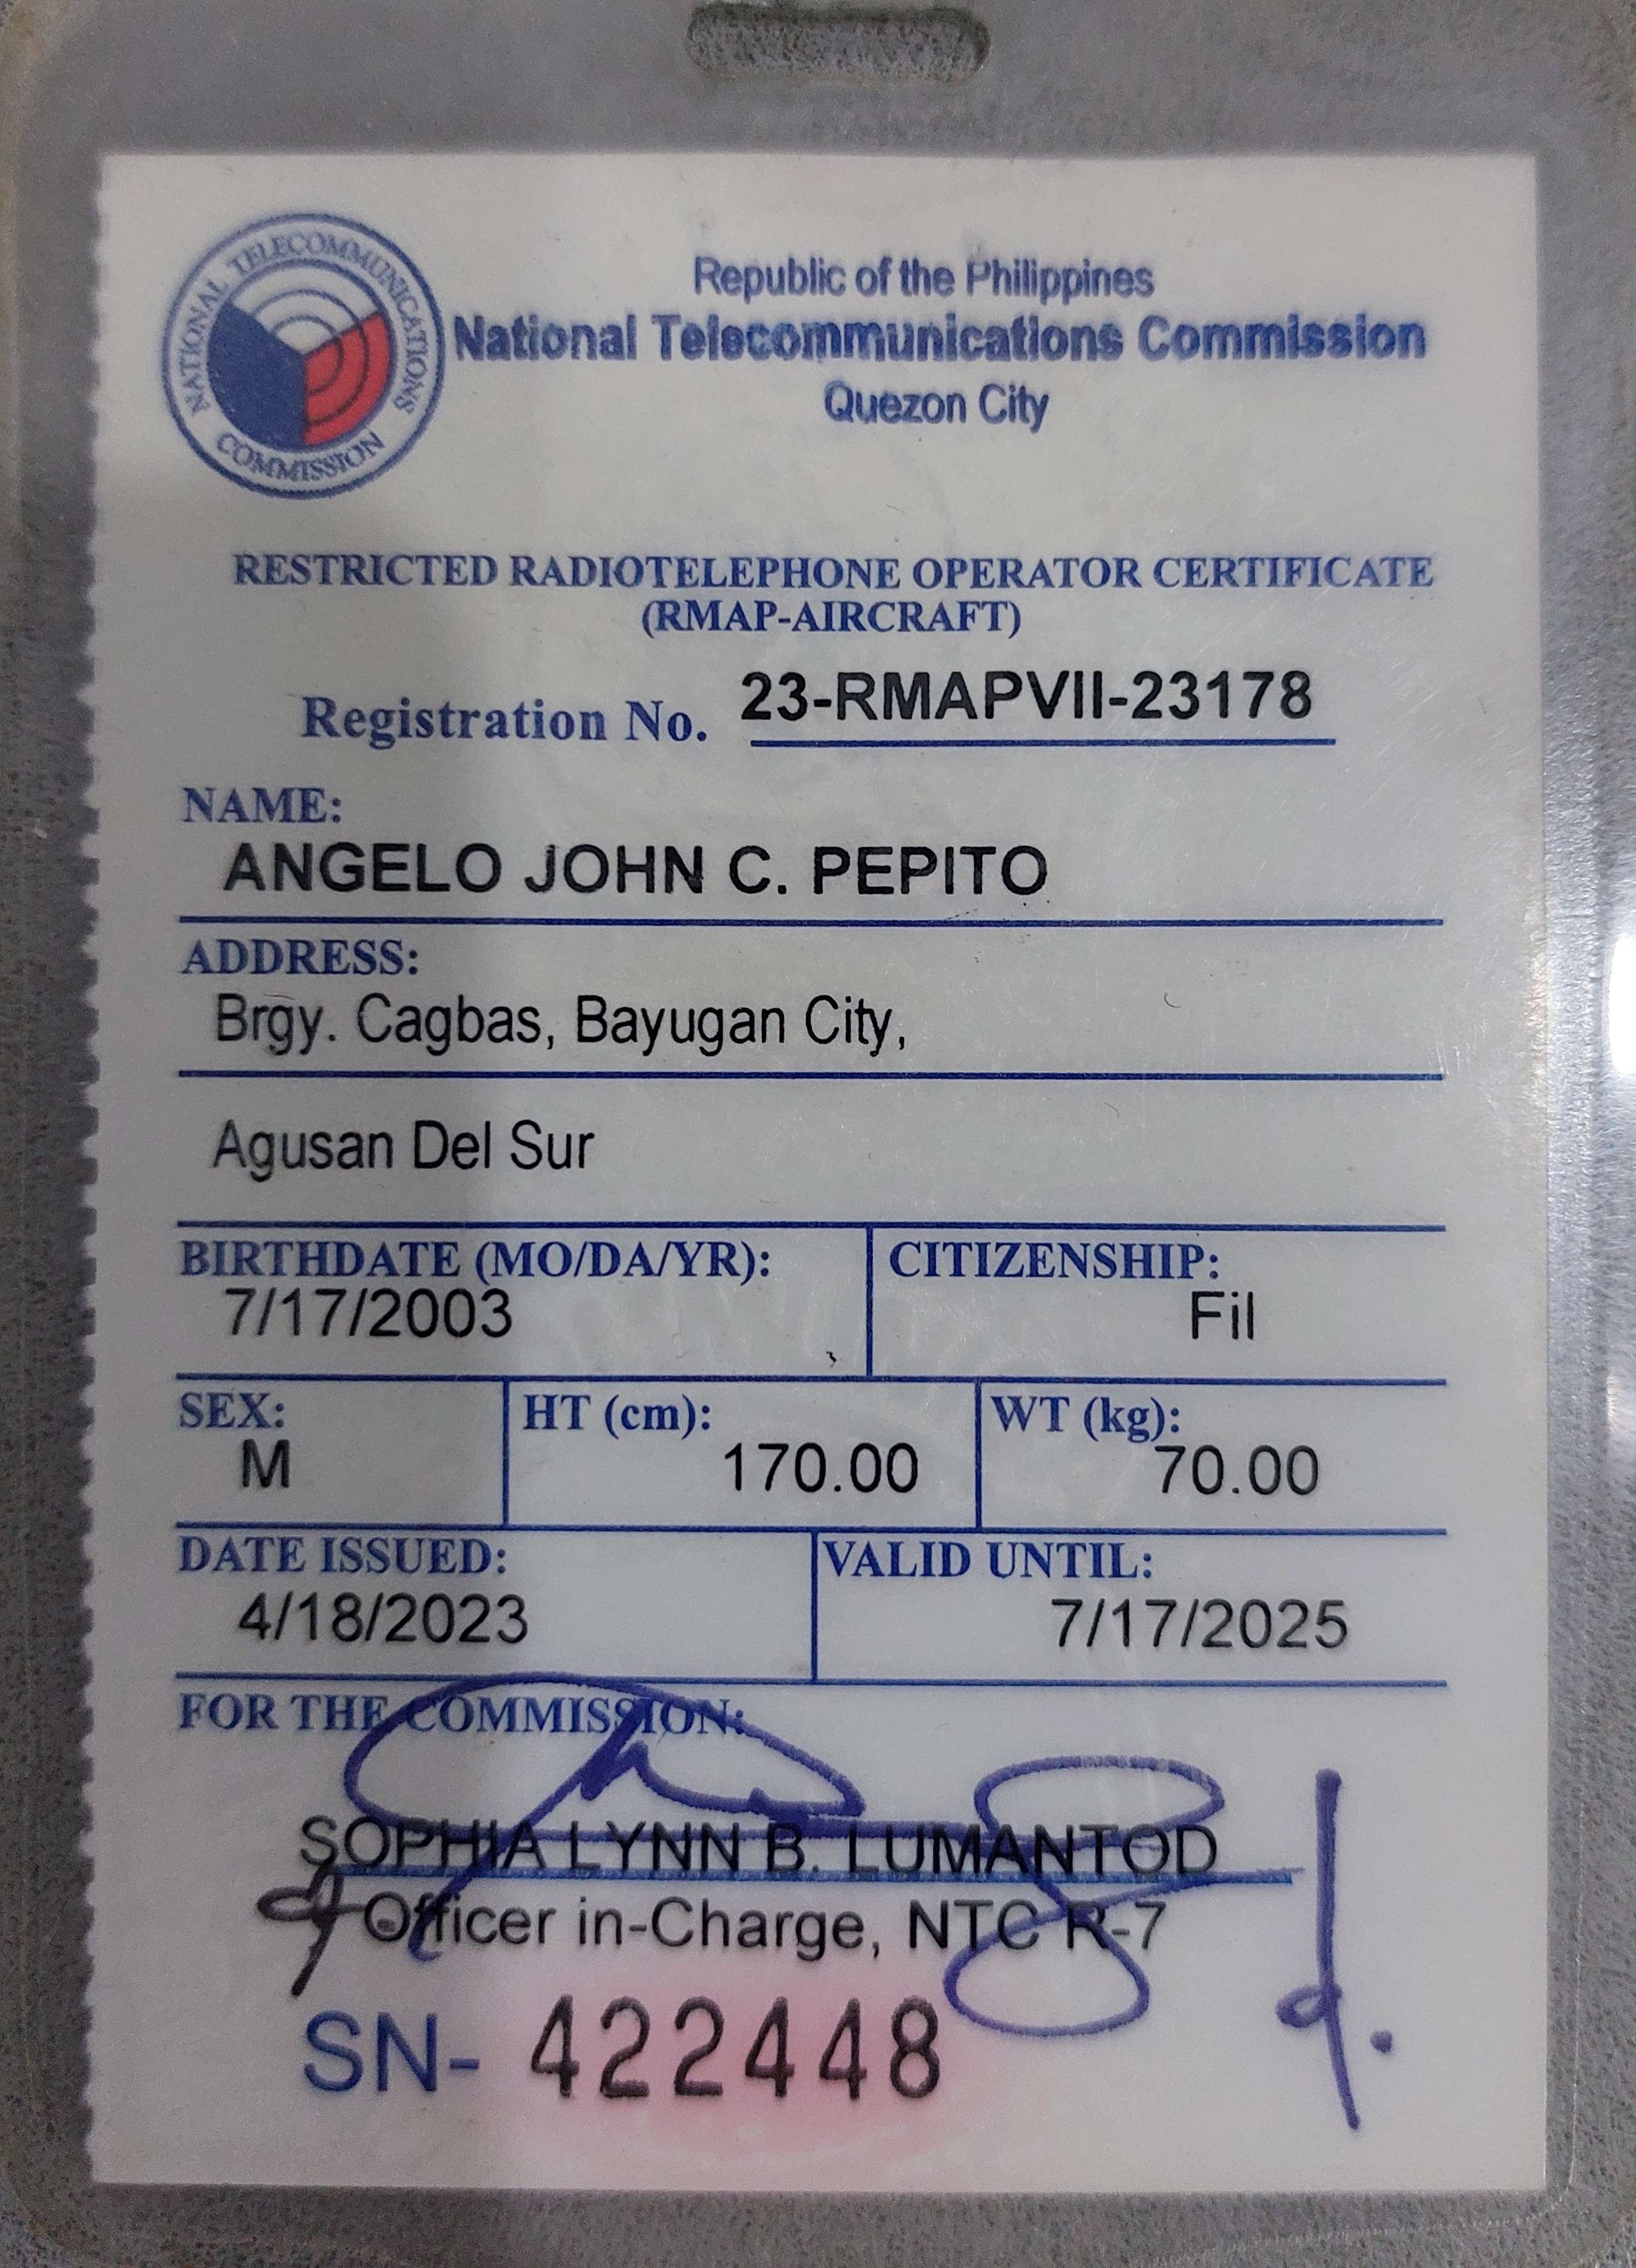 NATIONAL TELECOMMUNICATIONS COMMISSION
Republic of the Philippines
National Telecommunications Commission
Quezon City
RESTRICTED RADIOTELEPHONE OPERATOR CERTIFICATE
(RMAP-AIRCRAFT)
Registration No. 23-RMAPVII-23178
NAME:
ANGELO JOHN C. PEPITO
ADDRESS:
Brgy. Cagbas, Bayugan City,
Agusan Del Sur
BIRTHDATE (MO/DA/YR): CITIZENSHIP:
7/17/2003 Fil
SEX: HT (cm): WT (kg):
M 170.00 70.00
DATE ISSUED: VALID UNTIL:
4/18/2023 7/17/2025
FOR THE COMMISSION:
SOPHIA LYNN B. LUMANTOD
Officer in-Charge, NTC R-7
SN- 422448